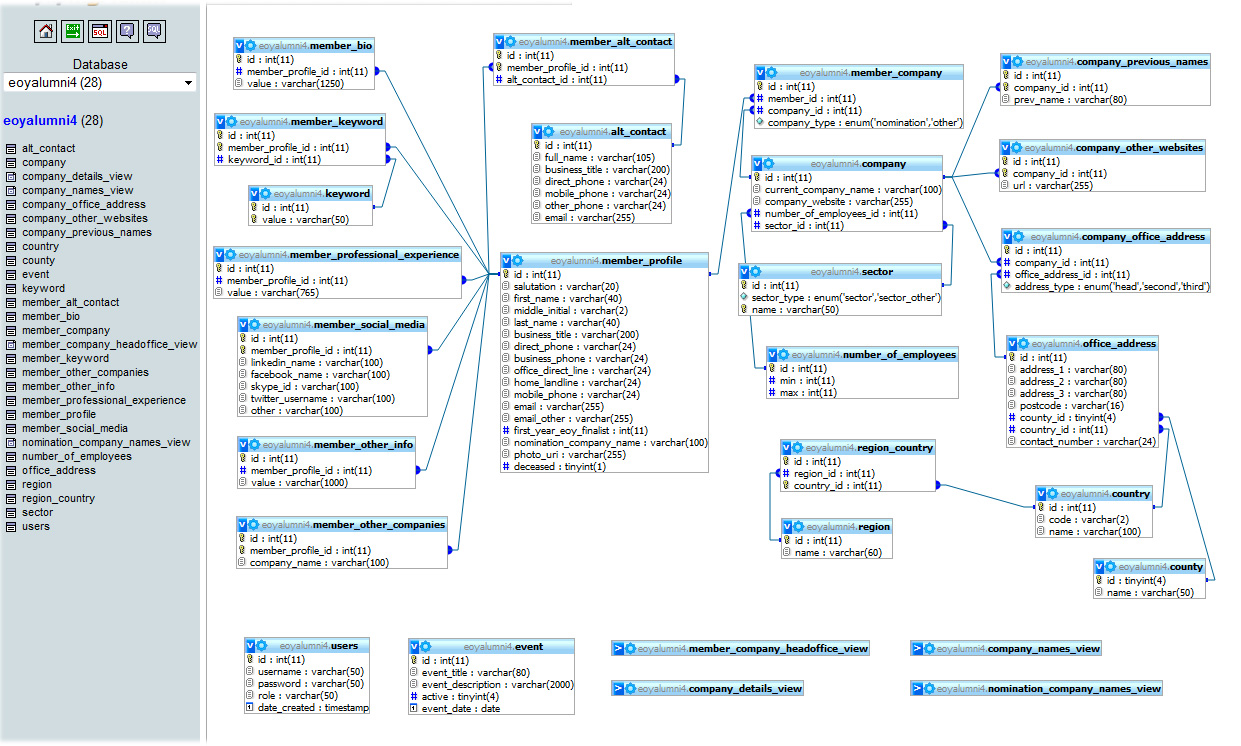 EXIT
SQL
?
SQL
Database
eoyalumni4 (28)
eoyalumni4 (28)
alt_contact
company
company_details_view
company_names_view
company_office_address
company_other_websites
company_previous_names
country
county
event
keyword
member_alt_contact
member_bio
member_company
member_company_headoffice_view
member_keyword
member_other_companies
member_other_info
member_professional_experience
member_profile
member_social_media
nomination_company_names_view
number_of_employees
office_address
region
region_country
sector
users
eoyalumni4.member_bio
id : int(11)
member_profile_id : int(11)
value : varchar(1250)
eoyalumni4.member_keyword
id : int(11)
member_profile_id : int(11)
keyword_id : int(11)
eoyalumni4.keyword
id : int(11)
value : varchar(50)
eoyalumni4.member_professional_experience
id : int(11)
member_profile_id : int(11)
value : varchar(765)
eoyalumni4.member_social_media
id : int(11)
member_profile_id : int(11)
linkedin_name : varchar(100)
facebook_name : varchar(100)
skype_id : varchar(100)
twitter_username : varchar(100)
other : varchar(100)
eoyalumni4.member_other_info
id : int(11)
member_profile_id : int(11)
value : varchar(1000)
eoyalumni4.member_other_companies
id : int(11)
member_profile_id : int(11)
company_name : varchar(100)
eoyalumni4.member_alt_contact
id : int(11)
member_profile_id : int(11)
alt_contact_id : int(11)
eoyalumni4.alt_contact
id : int(11)
full_name : varchar(105)
business_title : varchar(200)
direct_phone : varchar(24)
mobile_phone : varchar(24)
other_phone : varchar(24)
email : varchar(255)
eoyalumni4.member_profile
id : int(11)
salutation : varchar(20)
first_name : varchar(40)
middle_initial : varchar(2)
last_name : varchar(40)
business_title : varchar(200)
direct_phone : varchar(24)
business_phone : varchar(24)
office_direct_line : varchar(24)
home_landline : varchar(24)
mobile_phone : varchar(24)
email : varchar(255)
email_other : varchar(255)
first_year_eoy_finalist : int(11)
nomination_company_name : varchar(100)
photo_uri : varchar(255)
deceased : tinyint(1)
eoyalumni4.member_company
id : int(11)
member_id : int(11)
company_id : int(11)
company_type : enum('nomination','other')
eoyalumni4.company
id : int(11)
current_company_name : varchar(100)
company_website : varchar(255)
number_of_employees_id : int(11)
sector_id : int(11)
eoyalumni4.sector
id : int(11)
sector_type : enum('sector','sector_other')
name : varchar(50)
eoyalumni4.number_of_employees
id : int(11)
min : int(11)
max : int(11)
eoyalumni4.region_country
id : int(11)
region_id : int(11)
country_id : int(11)
eoyalumni4.region
id : int(11)
name : varchar(60)
eoyalumni4.company_previous_names
id : int(11)
company_id : int(11)
prev_name : varchar(80)
eoyalumni4.company_other_websites
id : int(11)
company_id : int(11)
url : varchar(255)
eoyalumni4.company_office_address
id : int(11)
company_id : int(11)
office_address_id : int(11)
address_type : enum('head','second','third')
eoyalumni4.office_address
id : int(11)
address_1 : varchar(80)
address_2 : varchar(80)
address_3 : varchar(80)
postcode : varchar(16)
county_id : tinyint(4)
country_id : int(11)
contact_number : varchar(24)
eoyalumni4.country
id : int(11)
code : varchar(2)
name : varchar(100)
eoyalumni4.county
id : tinyint(4)
name : varchar(50)
eoyalumni4.users
id : int(11)
username : varchar(50)
password : varchar(50)
role : varchar(50)
date_created : timestamp
eoyalumni4.event
id : int(11)
event_title : varchar(80)
event_description : varchar(2000)
active : tinyint(4)
event_date : date
eoyalumni4.member_company_headoffice_view
eoyalumni4.company_names_view
eoyalumni4.company_details_view
eoyalumni4.nomination_company_names_view